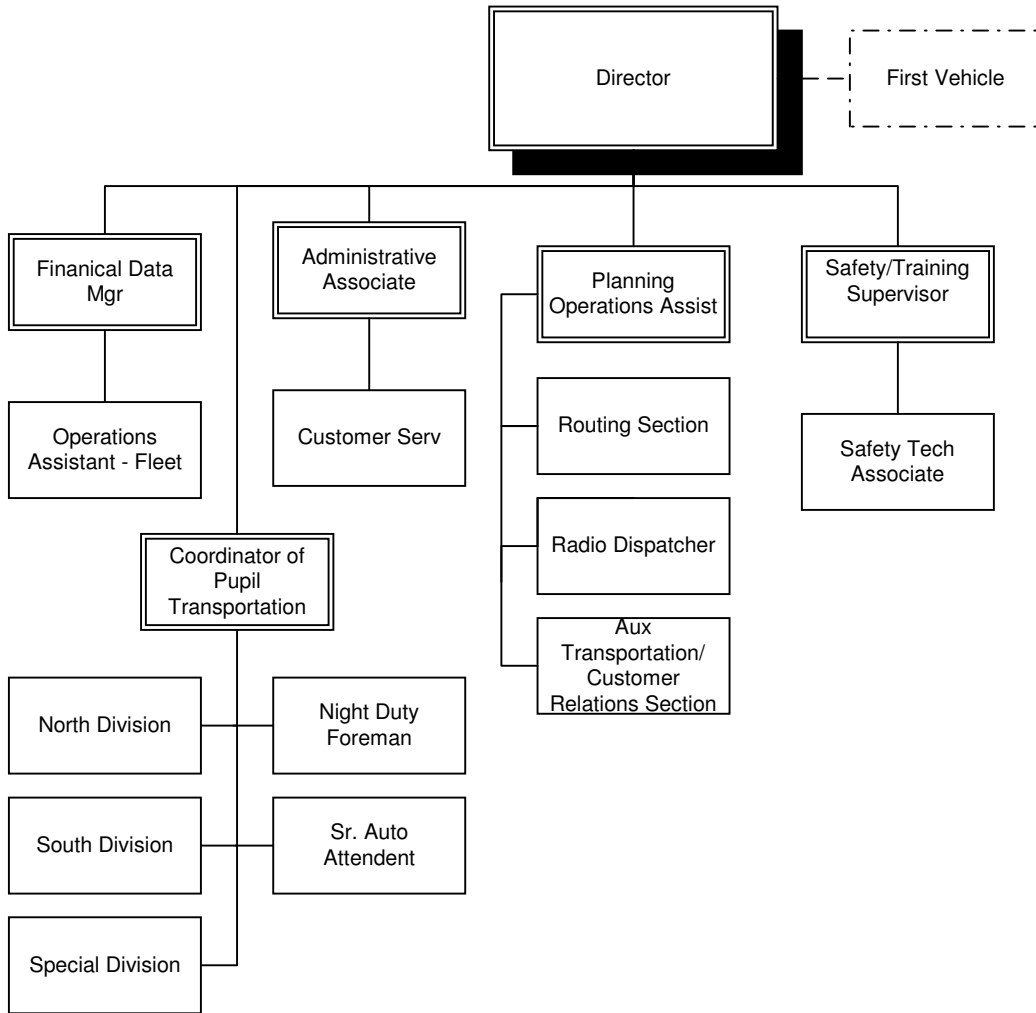 Director
First Vehicle
Finanical Data
Mgr
Administrative
Associate
Planning
Operations Assist
Safety/Training
Supervisor
Operations
Assistant - Fleet
Customer Serv
Routing Section
Safety Tech
Associate
Coordinator of
Pupil
Transportation
Radio Dispatcher
Aux
Transportation/
Customer
Relations Section
North Division
Night Duty
Foreman
South Division
Sr. Auto
Attendent
Special Division